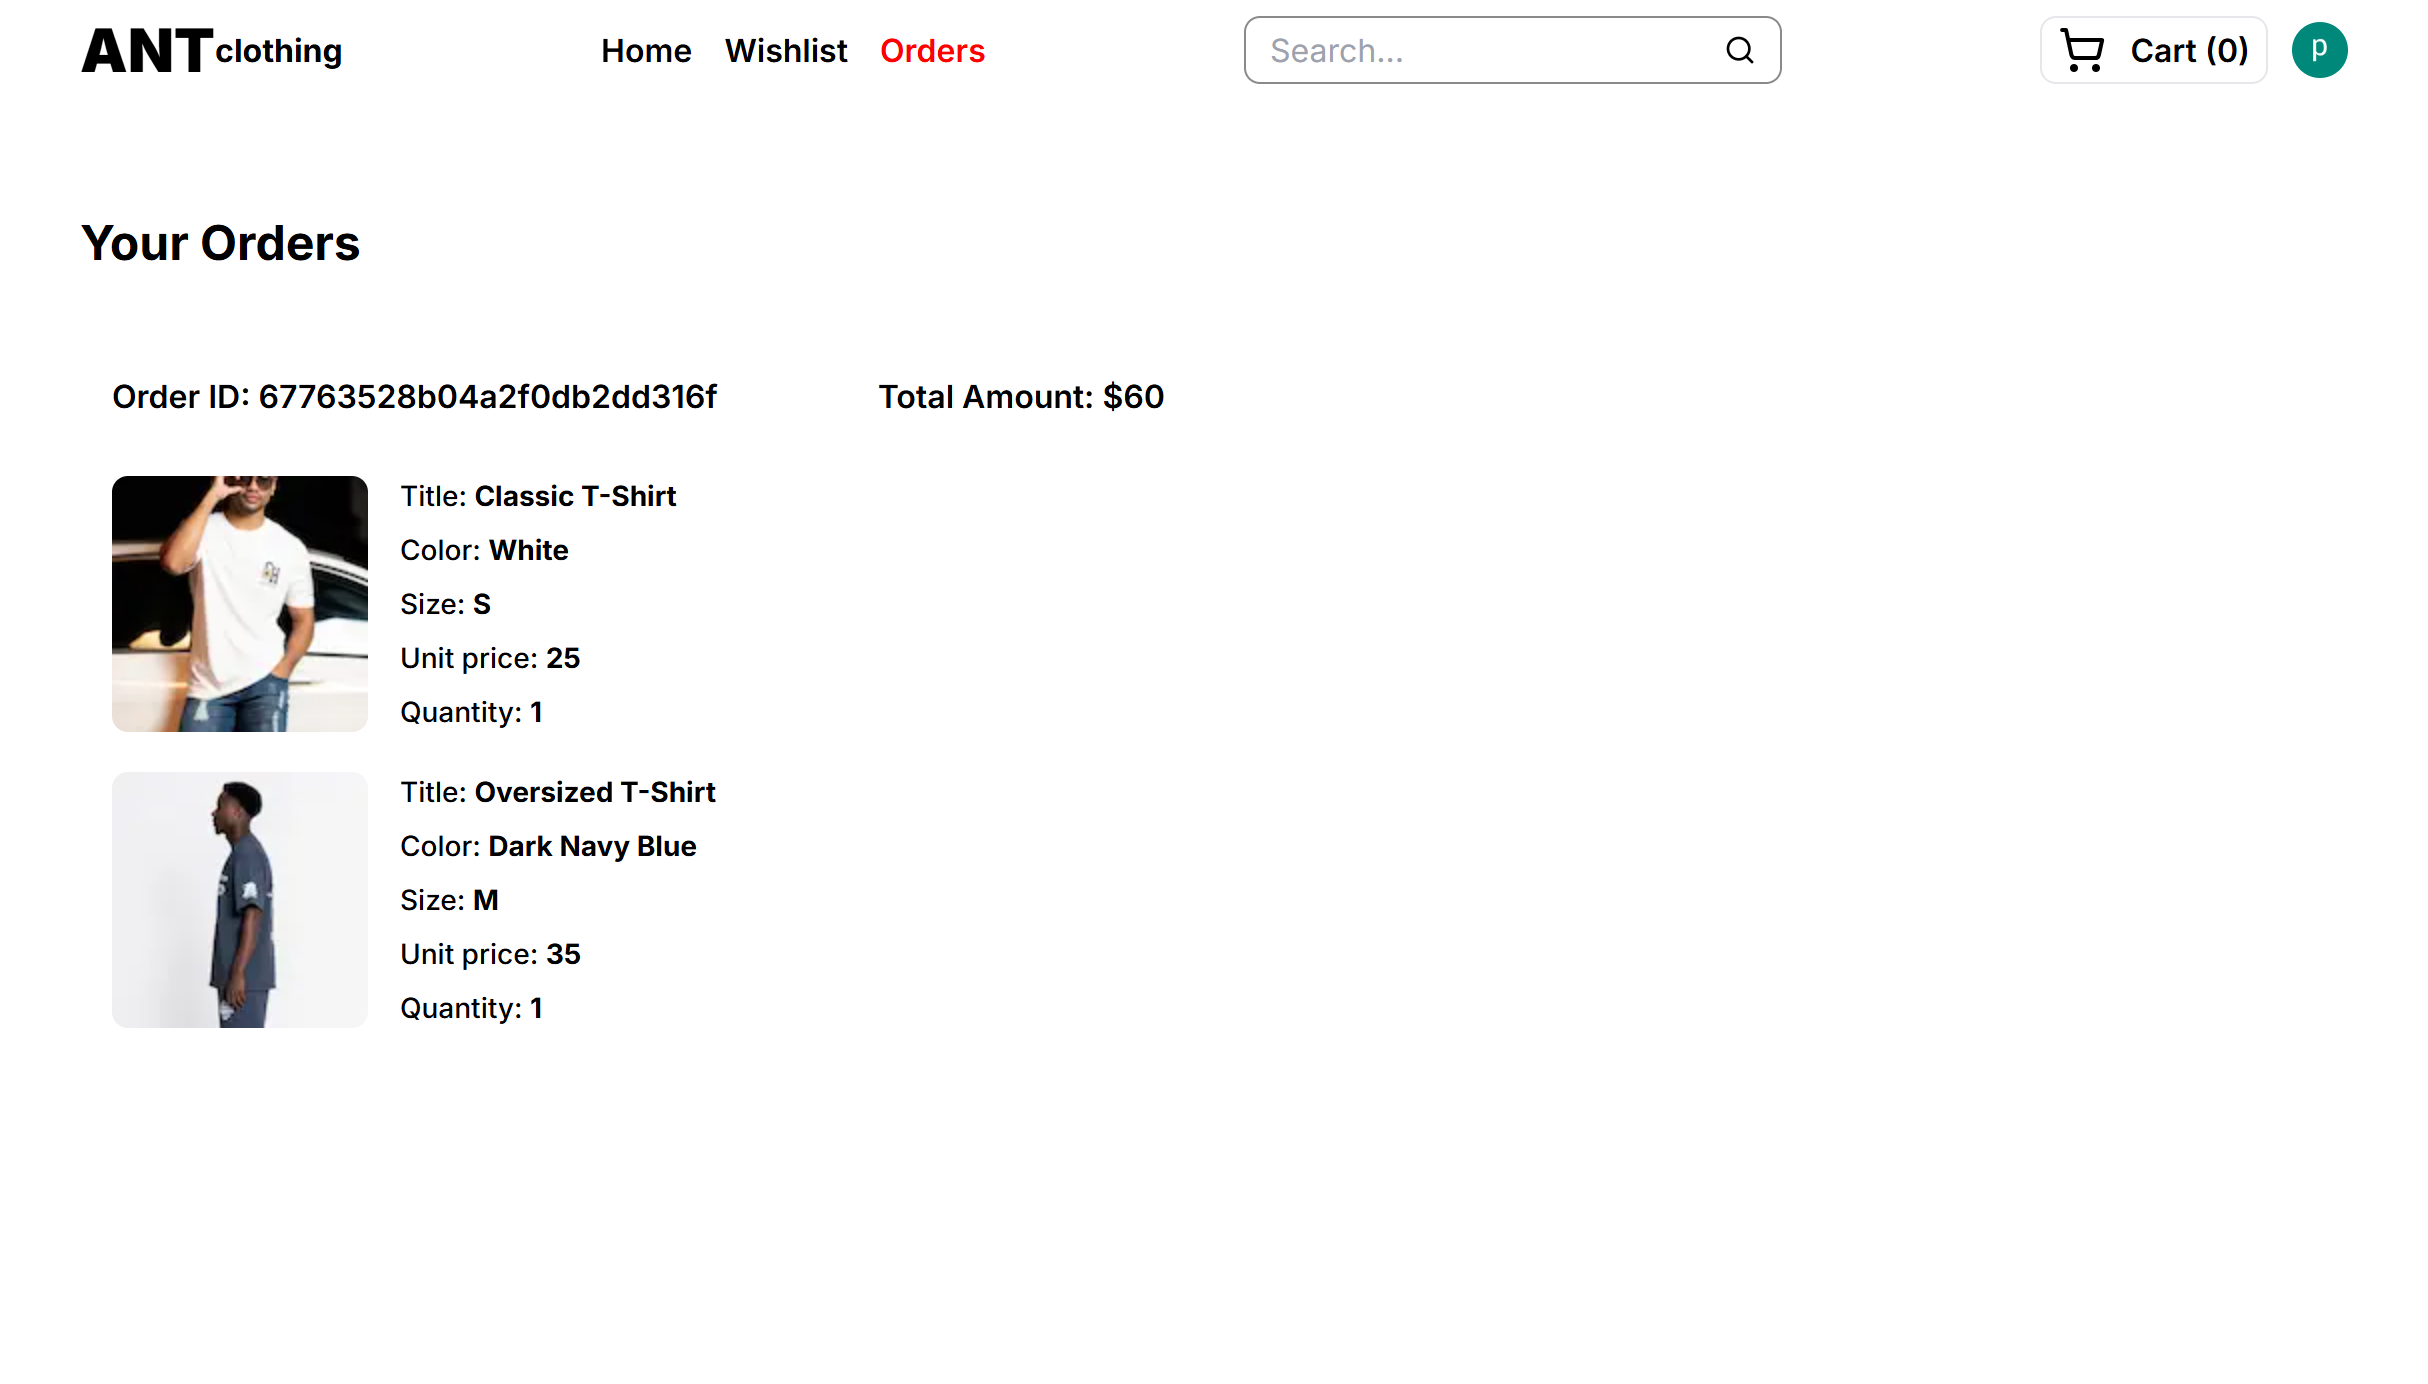 ANT clothing Home Wishlist Orders Search... Cart (0) p
Your Orders
Order ID: 67763528b04a2f0db2dd316f Total Amount: $60
Title: Classic T-Shirt
Color: White
Size: S
Unit price: 25
Quantity: 1
Title: Oversized T-Shirt
Color: Dark Navy Blue
Size: M
Unit price: 35
Quantity: 1